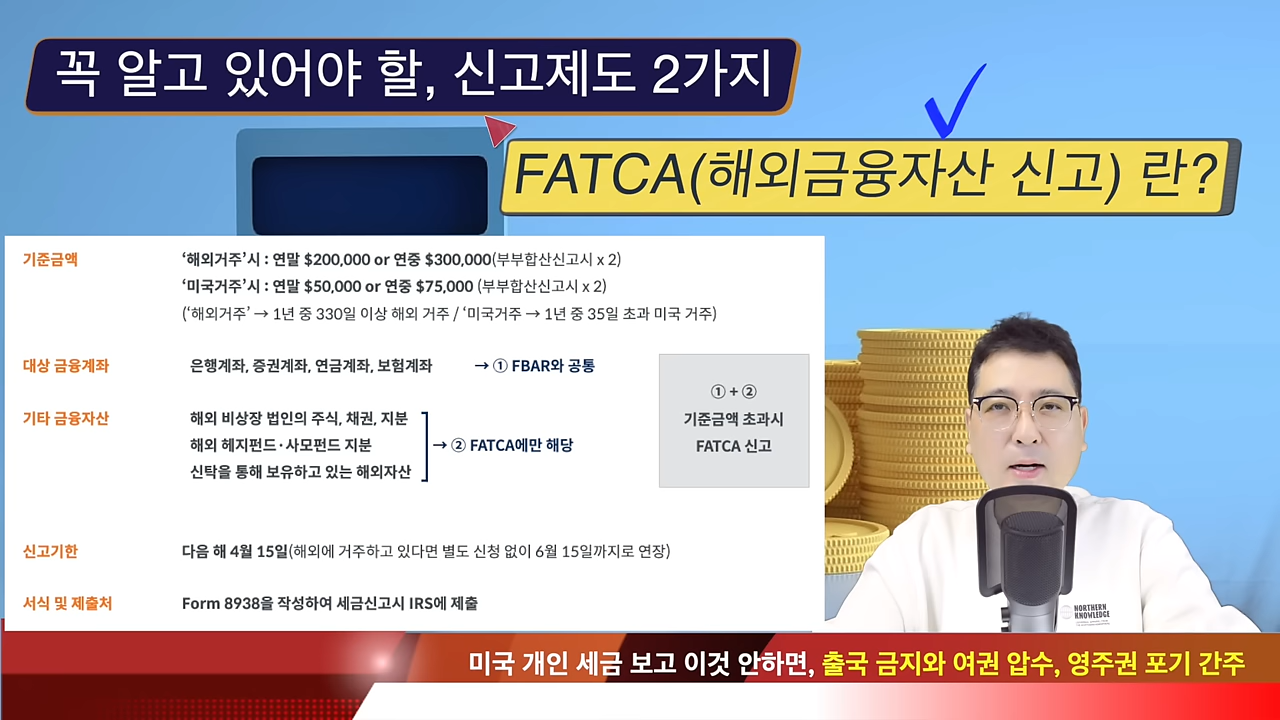 꼭 알고 있어야 할, 신고제도 2가지
FATCA(해외금융자산 신고) 란?
기준금액
‘해외거주’시 : 연말 $200,000 or 연중 $300,000(부부합산신고시 x 2)
‘미국거주’시 : 연말 $50,000 or 연중 $75,000 (부부합산신고시 x 2)
(‘해외거주’ → 1년 중 330일 이상 해외 거주 / ‘미국거주 → 1년 중 35일 초과 미국 거주)
대상 금융계좌
은행계좌, 증권계좌, 연금계좌, 보험계좌 → ① FBAR와 공통
기타 금융자산
해외 비상장 법인의 주식, 채권, 지분
해외 헤지펀드·사모펀드 지분 → ② FATCA에만 해당
신탁을 통해 보유하고 있는 해외자산
① + ②
기준금액 초과시
FATCA 신고
신고기한
다음 해 4월 15일(해외에 거주하고 있다면 별도 신청 없이 6월 15일까지로 연장)
서식 및 제출처
Form 8938을 작성하여 세금신고시 IRS에 제출
NORTHERN
KNOWLEDGE
미국 개인 세금 보고 이것 안하면, 출국 금지와 여권 압수, 영주권 포기 간주